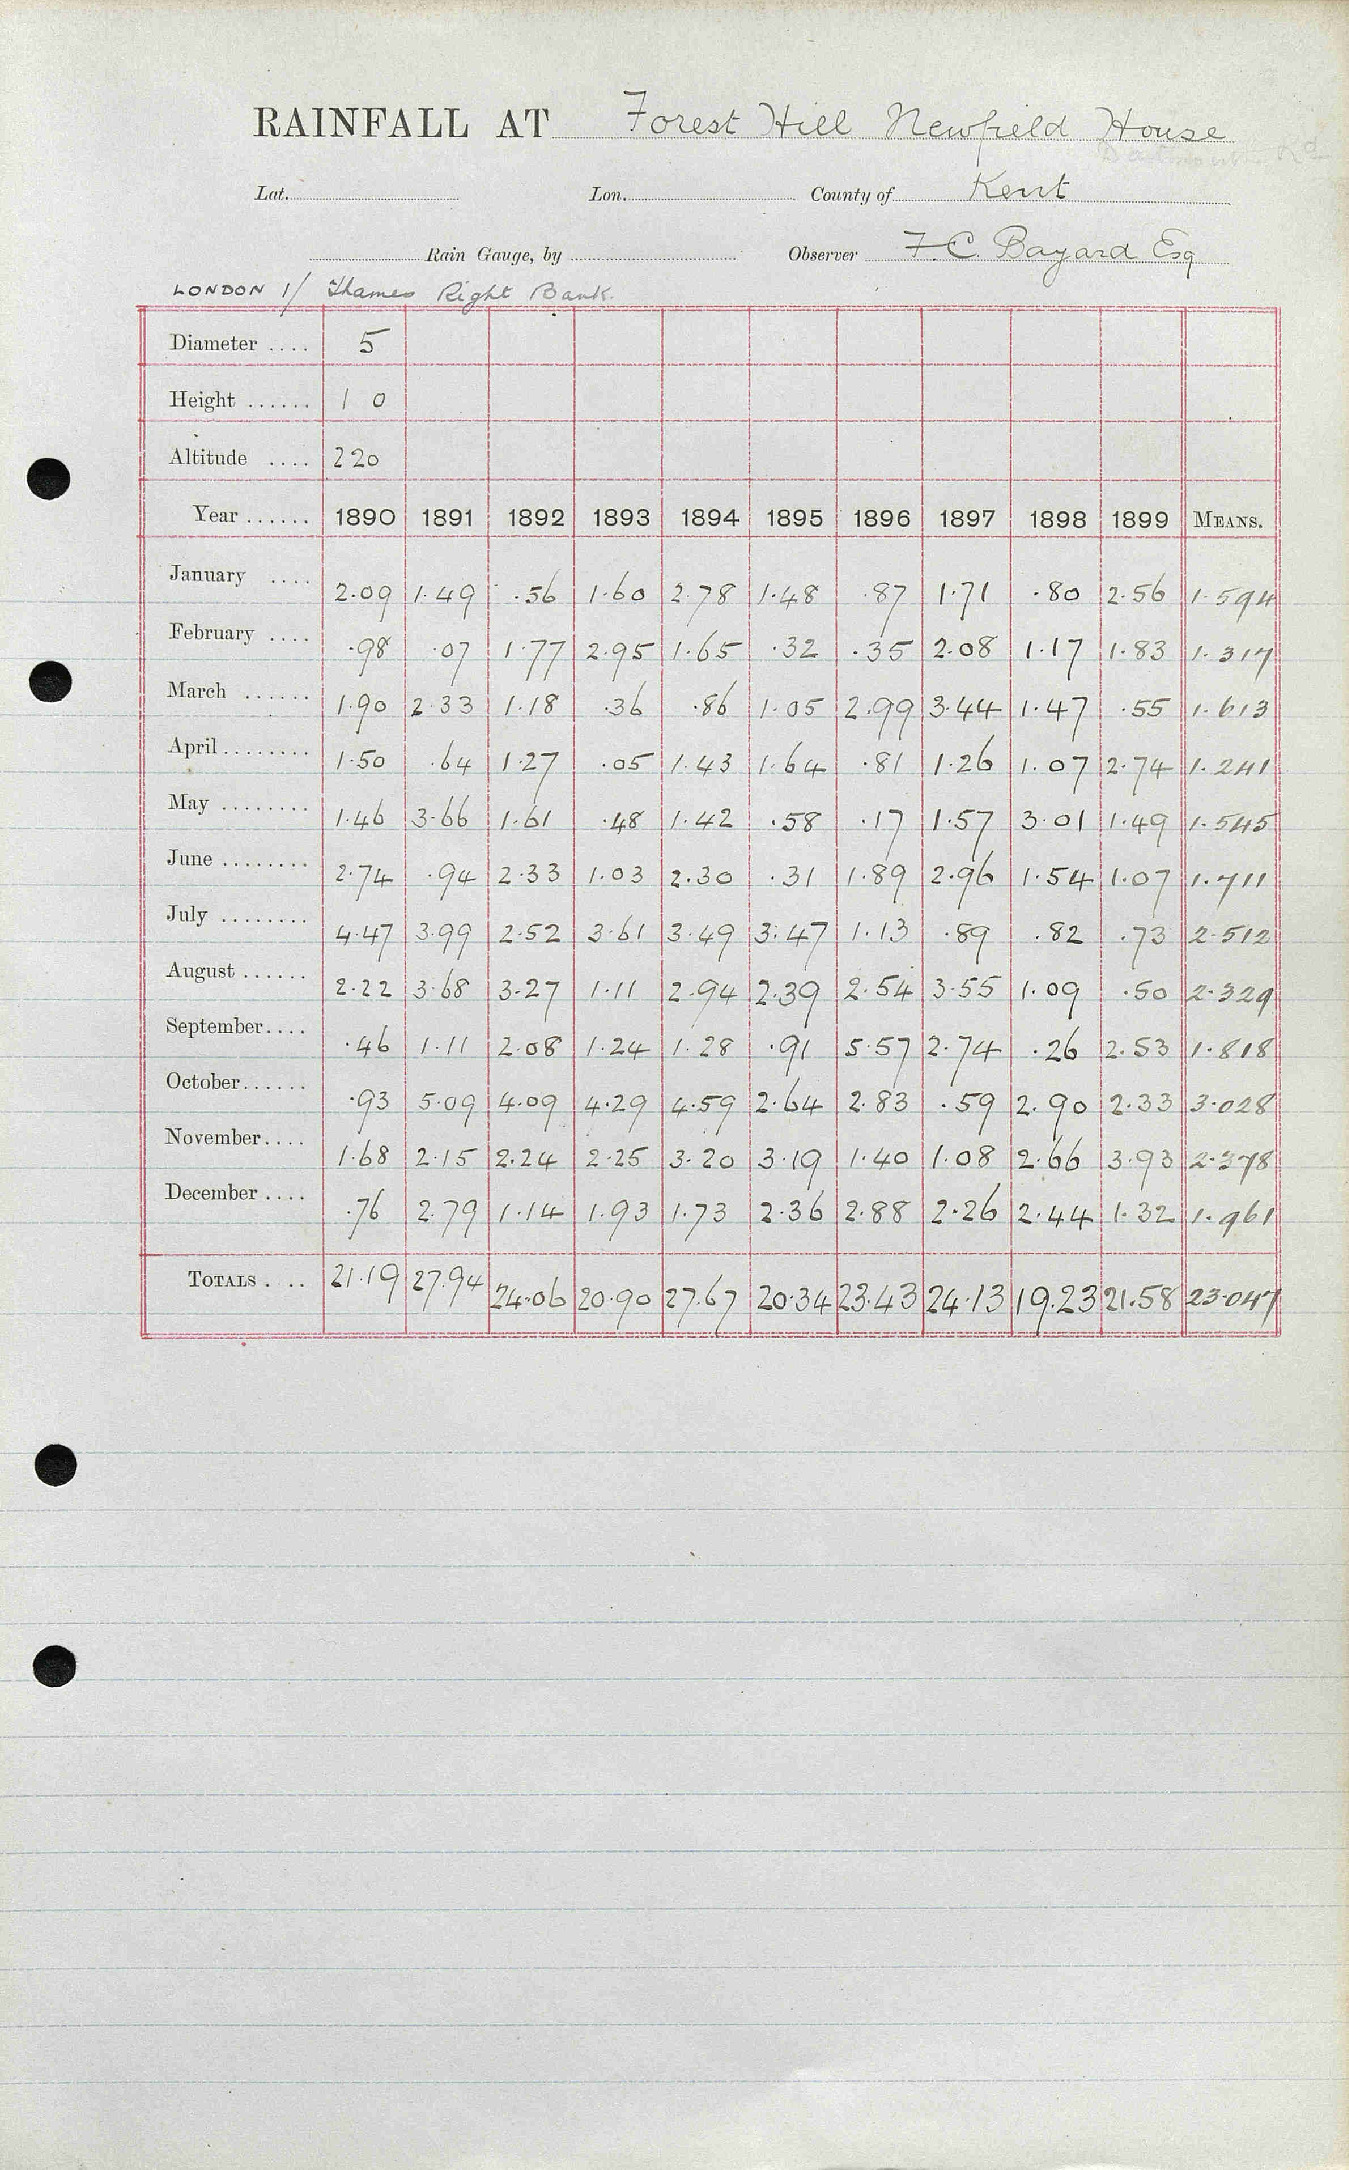 RAINFALL AT Forest Hill Newfield House
Dartmouth Rd
Lat. Lon. County of Kent
Rain Gauge, by Observer F. C. Bayard Esq
LONDON 1/ Thames Right Bank.
Diameter .... 5
Height ...... 1 0
Altitude .... 220
Year ...... 1890 1891 1892 1893 1894 1895 1896 1897 1898 1899 MEANS.
January .... 2.09 1.49 .56 1.60 2.78 1.48 .87 1.71 .80 2.56 1.594
February .... .98 .07 1.77 2.95 1.65 .32 .35 2.08 1.17 1.83 1.317
March ...... 1.90 2.33 1.18 .36 .86 1.05 2.99 3.44 1.47 .55 1.613
April ........ 1.50 .64 1.27 .05 1.43 1.64 .81 1.26 1.07 2.74 1.241
May ........ 1.46 3.66 1.61 .48 1.42 .58 .17 1.57 3.01 1.49 1.545
June ........ 2.74 .94 2.33 1.03 2.30 .31 1.89 2.96 1.54 1.07 1.711
July ........ 4.47 3.99 2.52 3.61 3.49 3.47 1.13 .89 .82 .73 2.512
August ...... 2.22 3.68 3.27 1.11 2.94 2.39 2.54 3.55 1.09 .50 2.329
September.... .46 1.11 2.08 1.24 1.28 .91 5.57 2.74 .26 2.53 1.818
October...... .93 5.09 4.09 4.29 4.59 2.64 2.83 .59 2.90 2.33 3.028
November.... 1.68 2.15 2.24 2.25 3.20 3.19 1.40 1.08 2.66 3.93 2.378
December .... .76 2.79 1.14 1.93 1.73 2.36 2.88 2.26 2.44 1.32 1.961
TOTALS .... 21.19 27.94 24.06 20.90 27.67 20.34 23.43 24.13 19.23 21.58 23.047